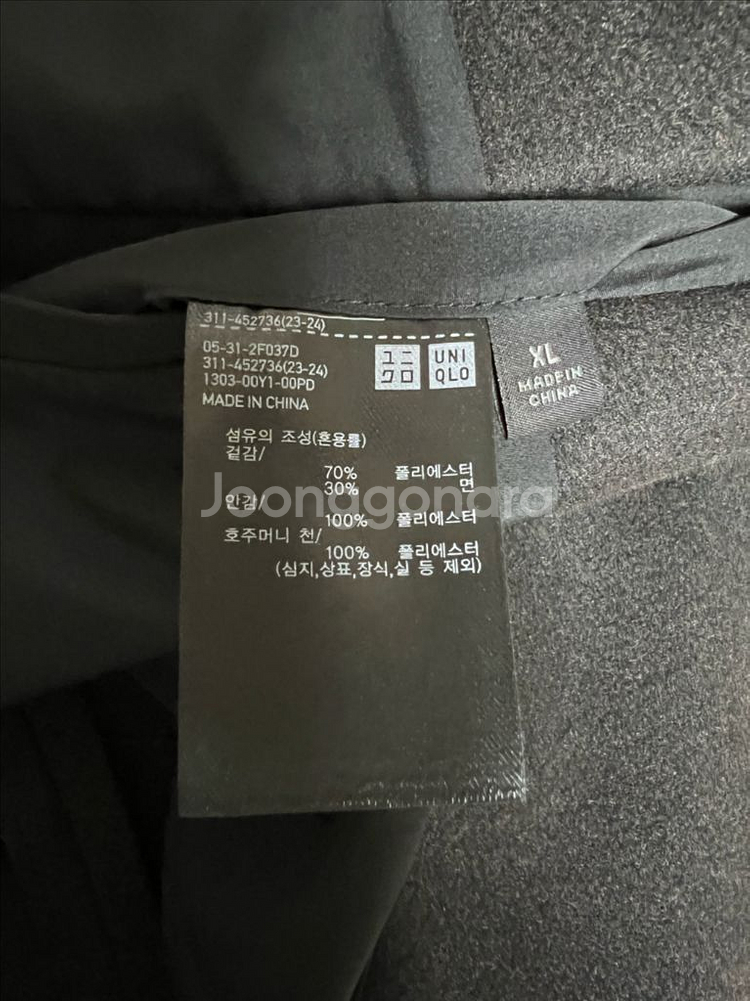 311-452736(23-24)
05-31-2F037D
311-452736(23-24)
1303-00Y1-00PD
MADE IN CHINA
ユニ
クロ
UNI
QLO
XL
MADE IN
CHINA
섬유의 조성(혼용률)
겉감/
70% 폴리에스터
30% 면
안감/
100% 폴리에스터
호주머니 천/
100% 폴리에스터
(심지,상표,장식,실 등 제외)
Joonggonara